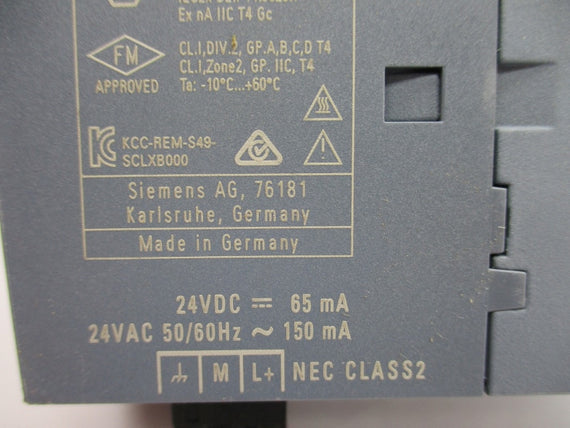 Ex nA IIC T4 Gc
FM
APPROVED
CL.I,DIV.2, GP.A,B,C,D T4
CL.I,Zone2, GP. IIC, T4
Ta: -10°C...+60°C
KCC-REM-S49-
SCLXB000
Siemens AG, 76181
Karlsruhe, Germany
Made in Germany
24VDC ⎓ 65 mA
24VAC 50/60Hz ~ 150 mA
M L+ NEC CLASS2